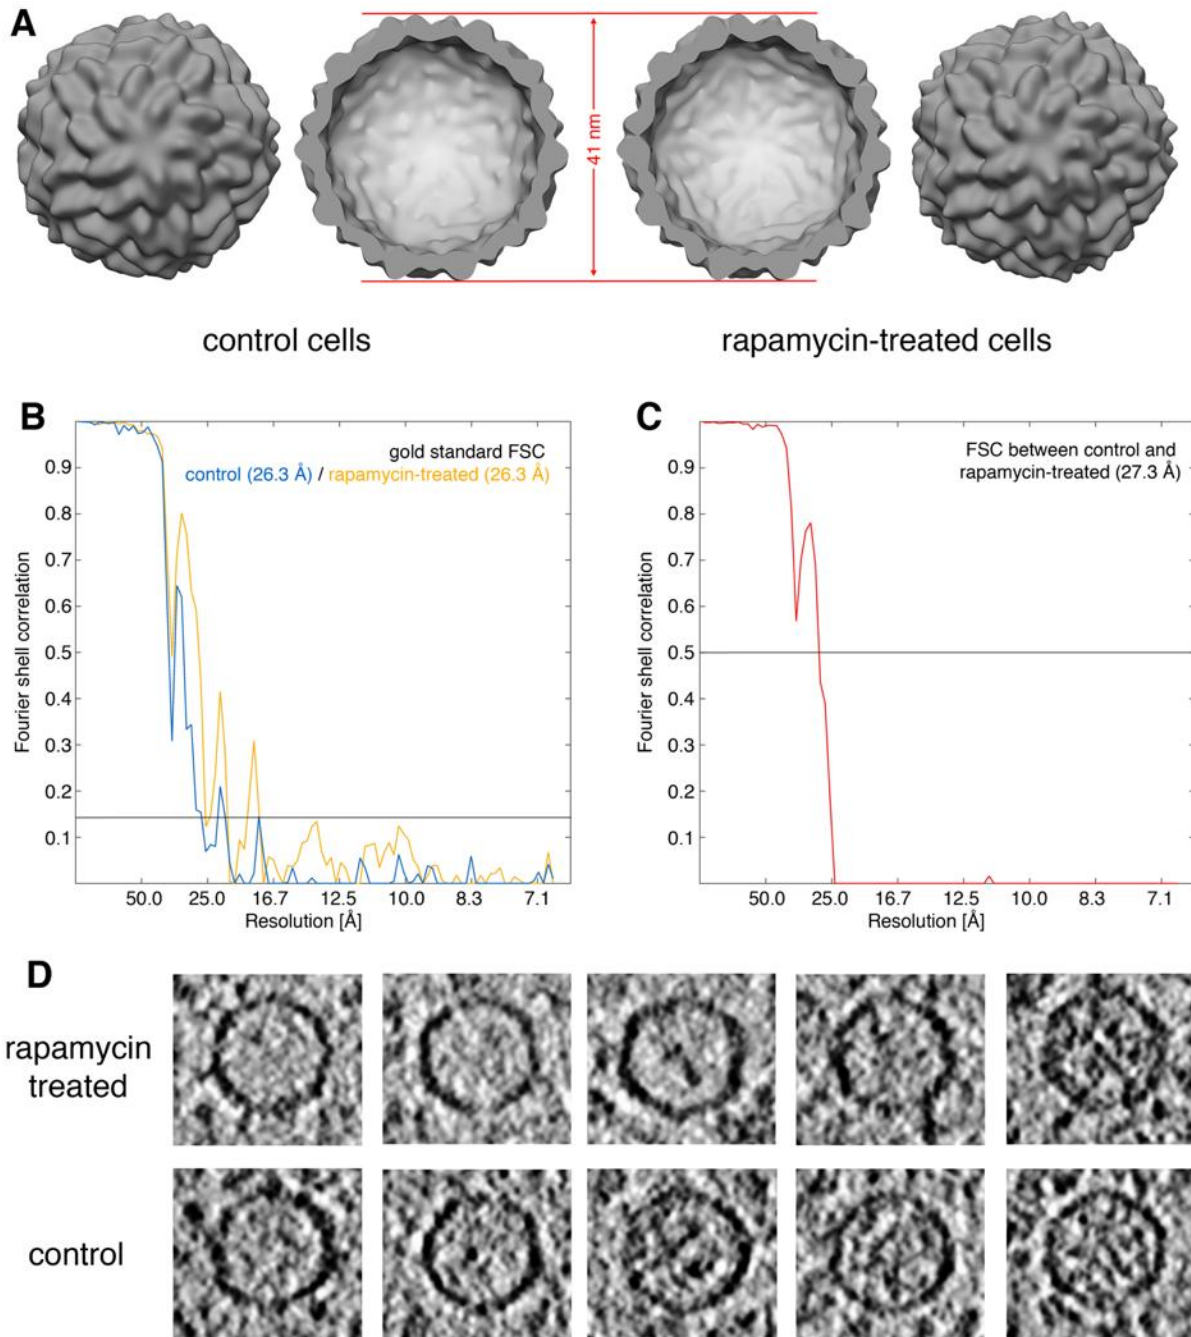 A
41 nm
control cells
rapamycin-treated cells
B
gold standard FSC
control (26.3 Å) / rapamycin-treated (26.3 Å)
Fourier shell correlation
0.9
0.8
0.7
0.6
0.5
0.4
0.3
0.2
0.1
50.0 25.0 16.7 12.5 10.0 8.3 7.1
Resolution [Å]
C
FSC between control and
rapamycin-treated (27.3 Å)
Fourier shell correlation
0.9
0.8
0.7
0.6
0.5
0.4
0.3
0.2
0.1
50.0 25.0 16.7 12.5 10.0 8.3 7.1
Resolution [Å]
D
rapamycin
treated
control